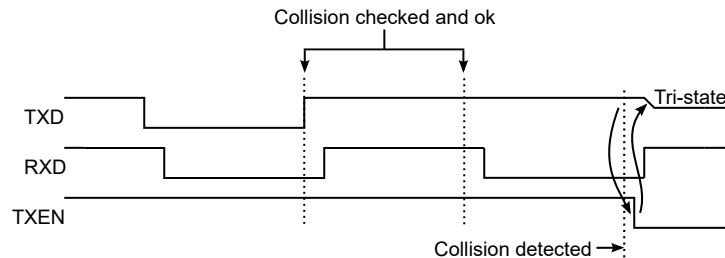 Collision checked and ok
Tri-state
TXD
RXD
TXEN
Collision detected